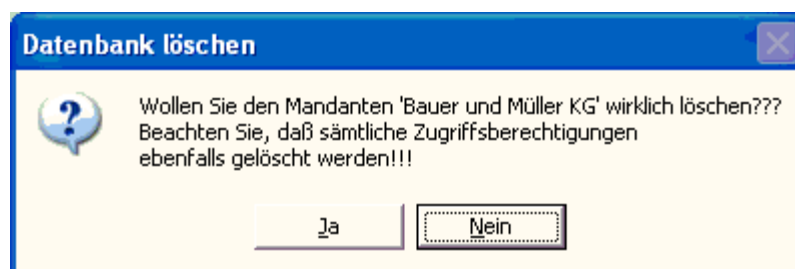 Datenbank löschen
Wollen Sie den Mandanten 'Bauer und Müller KG' wirklich löschen???
Beachten Sie, daß sämtliche Zugriffsberechtigungen
ebenfalls gelöscht werden!!!
Ja Nein